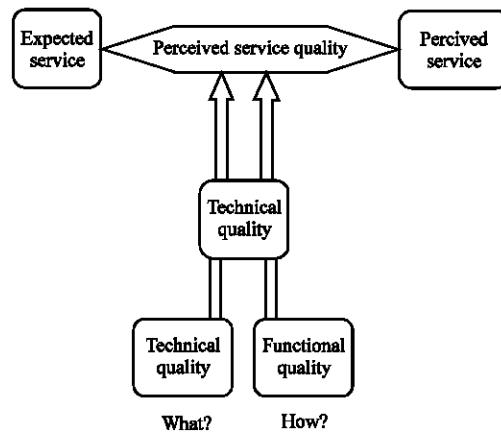 Expected
service
Perceived service quality
Percived
service
Technical
quality
Technical
quality
Functional
quality
What?
How?